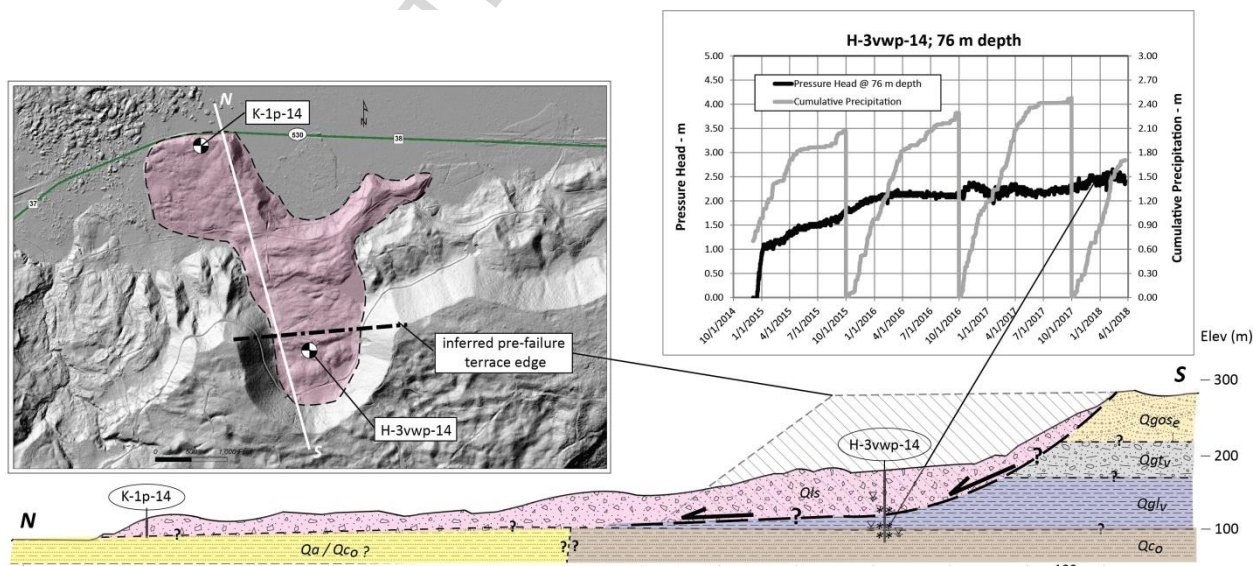 H-3vwp-14; 76 m depth
5.00
4.50
4.00
3.50
3.00
2.50
2.00
1.50
1.00
0.50
0.00
Pressure Head - m
Pressure Head @ 76 m depth
Cumulative Precipitation
3.00
2.70
2.40
2.10
1.80
1.50
1.20
0.90
0.60
0.30
0.00
Cumulative Precipitation - m
10/1/2014
1/1/2015
4/1/2015
7/1/2015
10/1/2015
1/1/2016
4/1/2016
7/1/2016
10/1/2016
1/1/2017
4/1/2017
7/1/2017
10/1/2017
1/1/2018
4/1/2018
N
K-1p-14
N
530
38
37
inferred pre-failure
terrace edge
H-3vwp-14
S
0
500
1,000 F
Elev (m)
S
300
200
100
H-3vwp-14
K-1p-14
N
Qls
Qgos e
Qgt v
Qgl v
Qc o
Qa / Qc o ?
?
?
?
?
?
?
?
?
?
??